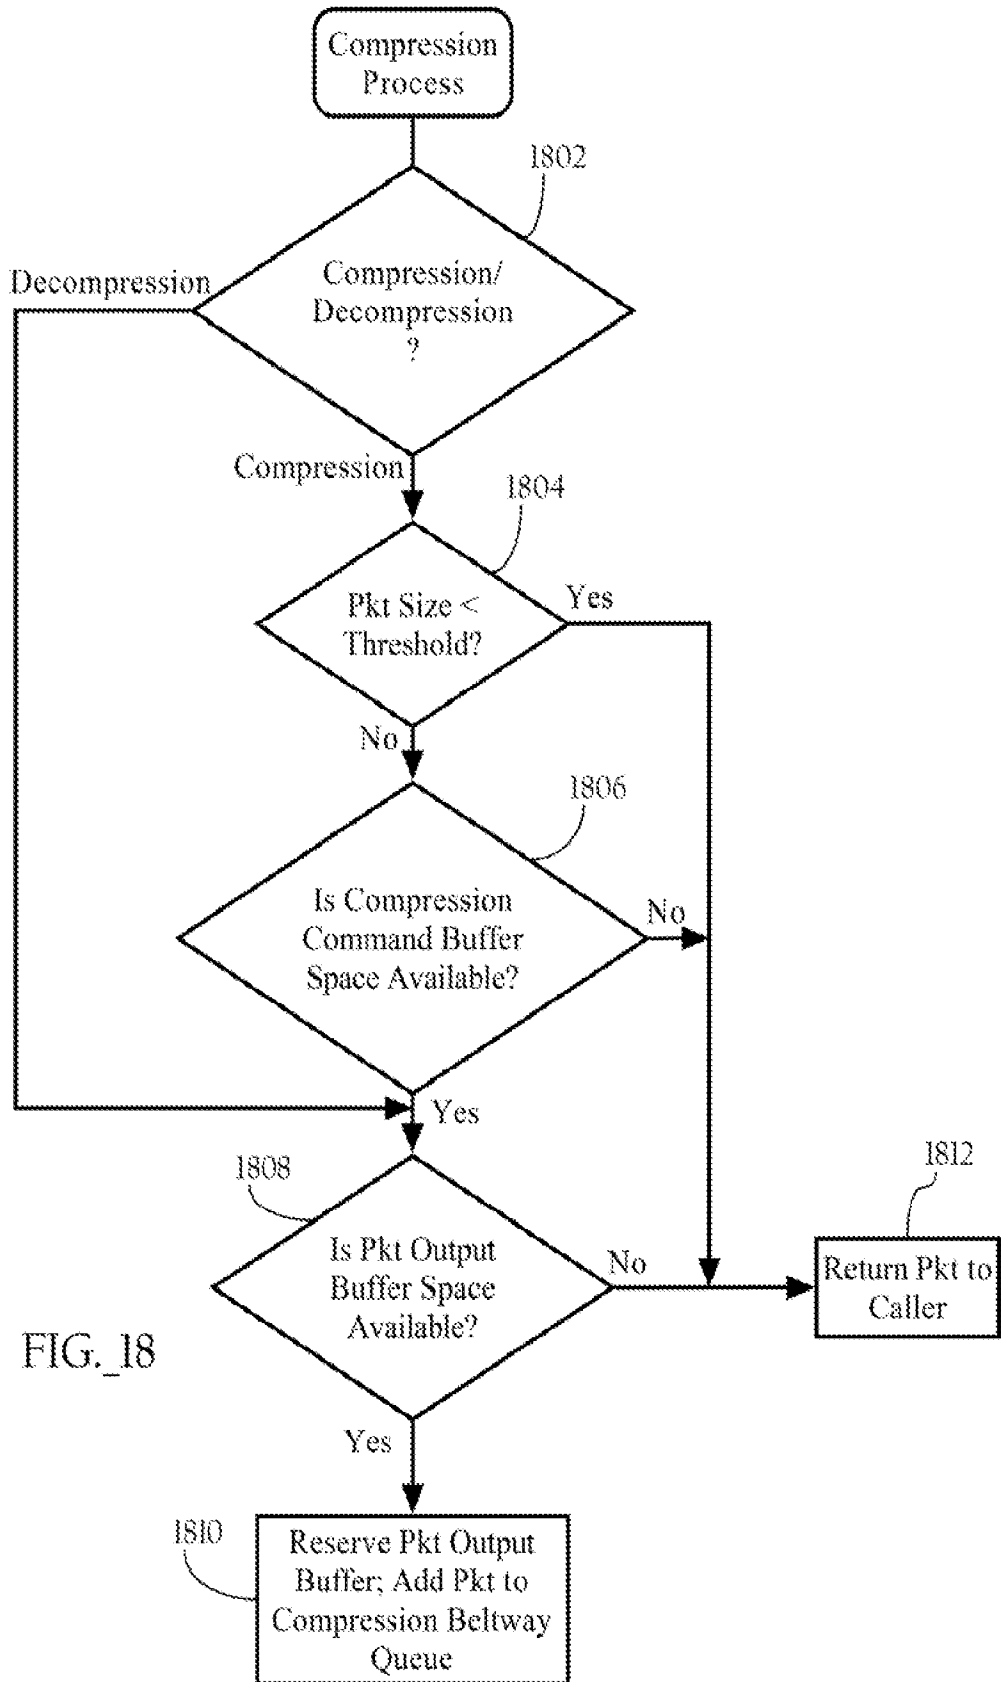 Compression
Process
1802
Decompression
Compression/
Decompression
?
Compression
1804
Pkt Size <
Threshold?
Yes
No
1806
Is Compression
Command Buffer
Space Available?
No
Yes
1808
1812
Is Pkt Output
Buffer Space
Available?
No
Return Pkt to
Caller
FIG._18
Yes
1810
Reserve Pkt Output
Buffer; Add Pkt to
Compression Beltway
Queue